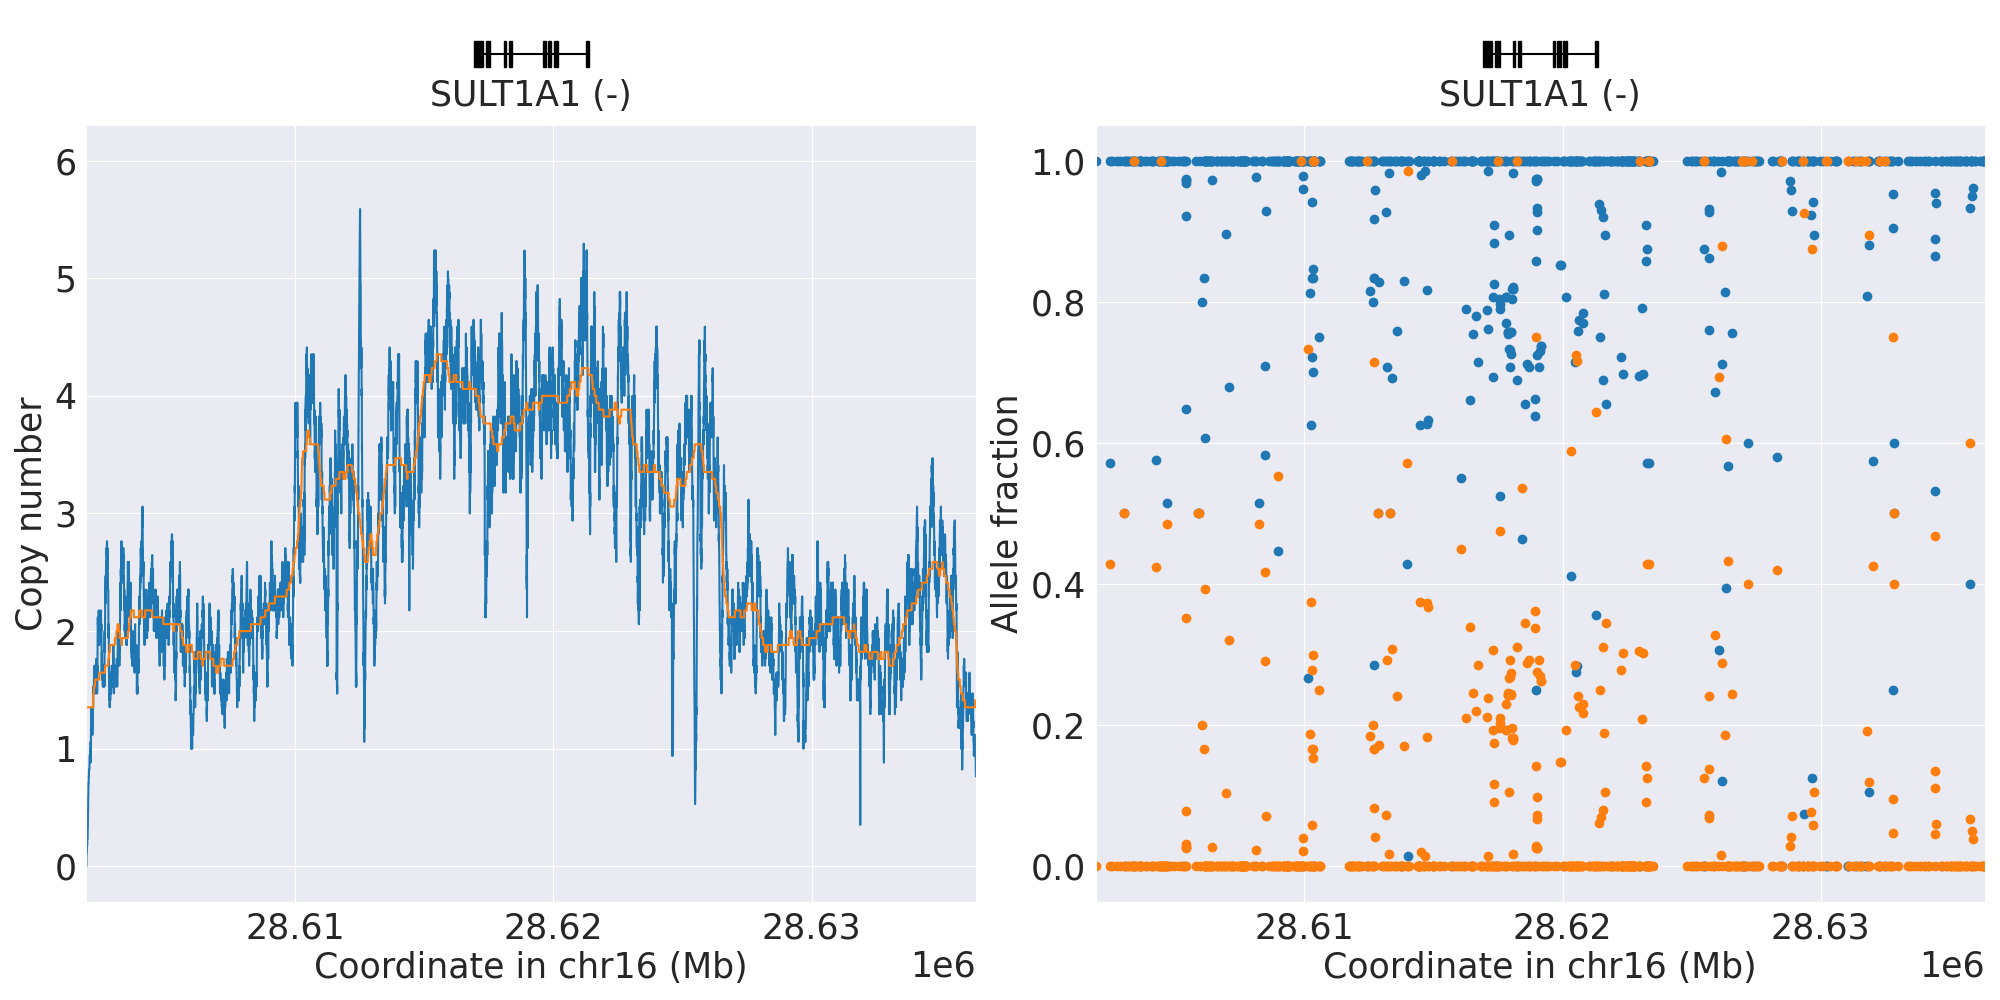 SULT1A1 (-)
6
5
4
3
2
1
0
Copy number
28.61
28.62
28.63
Coordinate in chr16 (Mb)
1e6
SULT1A1 (-)
1.0
0.8
0.6
0.4
0.2
0.0
Allele fraction
28.61
28.62
28.63
Coordinate in chr16 (Mb)
1e6